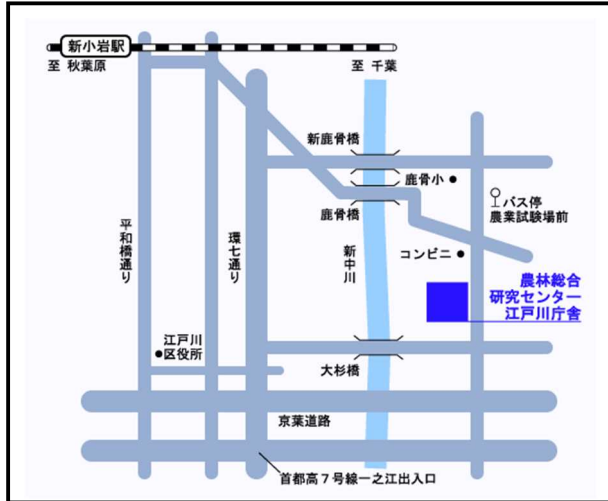 新小岩駅
至 秋葉原
至 千葉
新鹿骨橋
鹿骨小
バス停
農業試験場前
鹿骨橋
平和橋通り
環七通り
新中川
コンビニ
農林総合
研究センター
江戸川庁舎
江戸川
区役所
大杉橋
京葉道路
首都高7号線一之江出入口